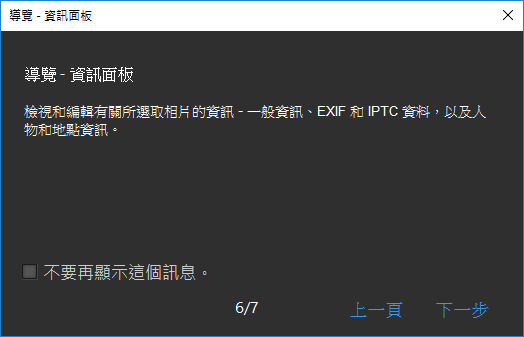 導覽 - 資訊面板
導覽 - 資訊面板
檢視和編輯有關所選取相片的資訊 - 一般資訊、EXIF 和 IPTC 資料，以及人
物和地點資訊。
不要再顯示這個訊息。
6/7 上一頁 下一步